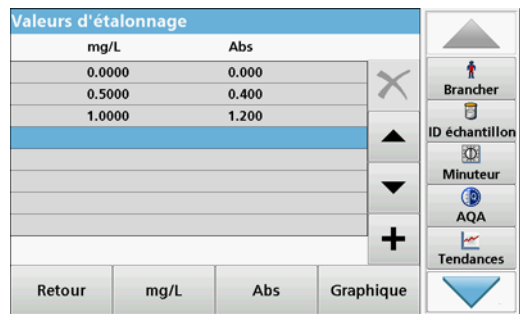 Valeurs d'étalonnage
mg/L Abs
0.0000 0.000
0.5000 0.400
1.0000 1.200
Retour mg/L Abs Graphique
Brancher
ID échantillon
Minuteur
AQA
Tendances